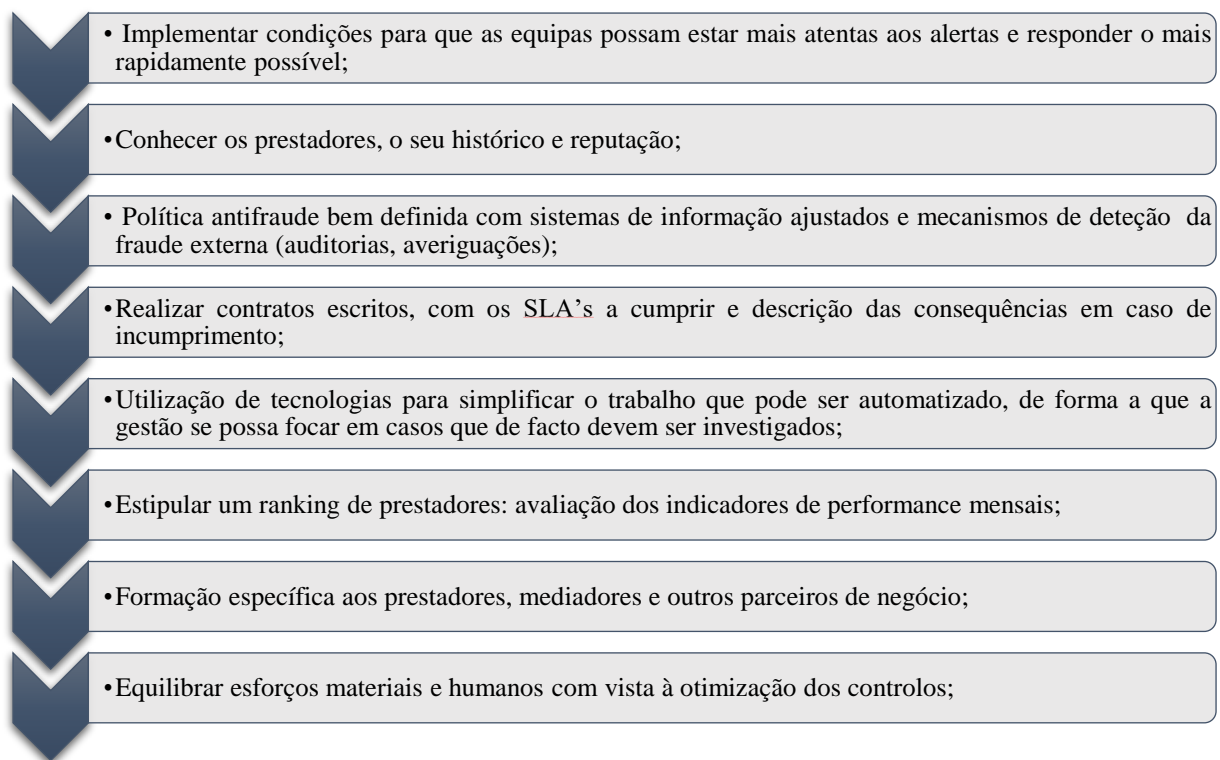 • Implementar condições para que as equipas possam estar mais atentas aos alertas e responder o mais
rapidamente possível;
•Conhecer os prestadores, o seu histórico e reputação;
• Política antifraude bem definida com sistemas de informação ajustados e mecanismos de deteção da
fraude externa (auditorias, averiguações);
•Realizar contratos escritos, com os SLA’s a cumprir e descrição das consequências em caso de
incumprimento;
•Utilização de tecnologias para simplificar o trabalho que pode ser automatizado, de forma a que a
gestão se possa focar em casos que de facto devem ser investigados;
•Estipular um ranking de prestadores: avaliação dos indicadores de performance mensais;
•Formação específica aos prestadores, mediadores e outros parceiros de negócio;
•Equilibrar esforços materiais e humanos com vista à otimização dos controlos;